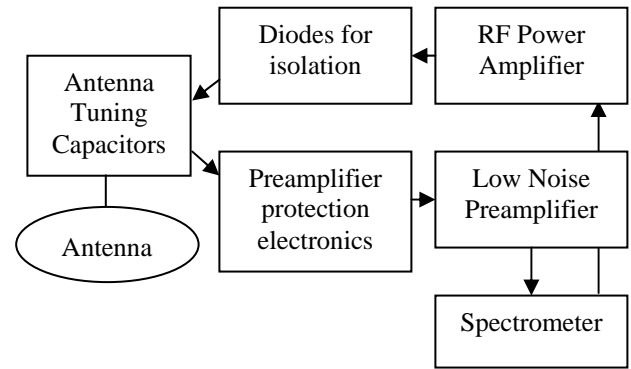 Diodes for
isolation
RF Power
Amplifier
Antenna
Tuning
Capacitors
Preamplifier
protection
electronics
Low Noise
Preamplifier
Antenna
Spectrometer